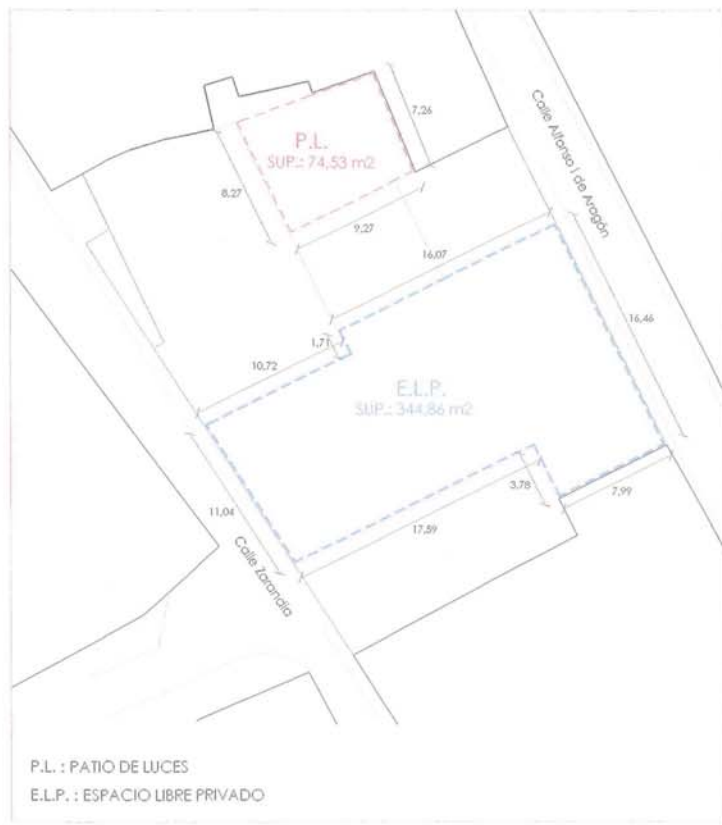 Calle Alfonso I de Aragón
7,26
P.L.
SUP.: 74,53 m2
8,27
9,27
16,07
16,46
1,71
10,72
E.L.P.
SUP.: 344,86 m2
3,78
7,99
11,04
17,59
Calle Zarandia
P.L. : PATIO DE LUCES
E.L.P. : ESPACIO LIBRE PRIVADO